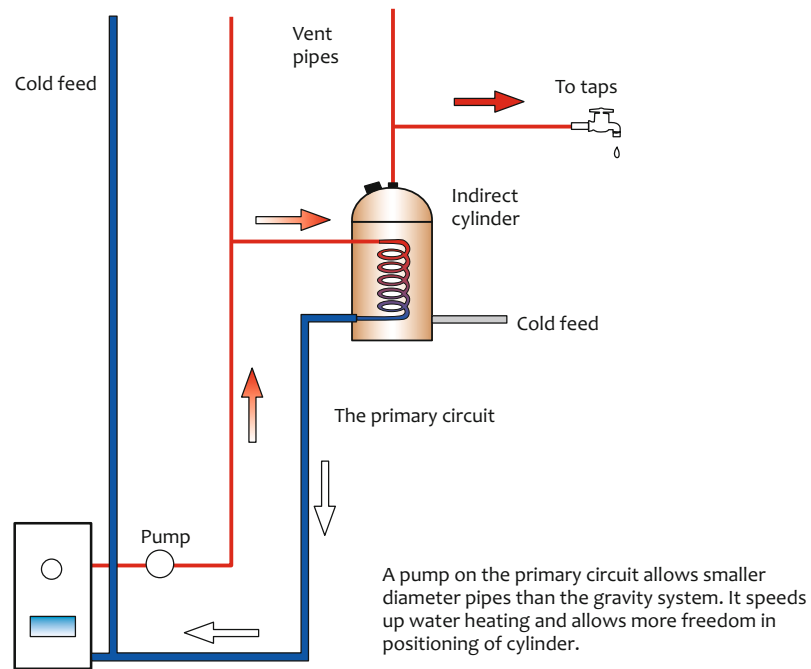 Vent
pipes
Cold feed
To taps
Indirect
cylinder
Cold feed
The primary circuit
Pump
A pump on the primary circuit allows smaller
diameter pipes than the gravity system. It speeds
up water heating and allows more freedom in
positioning of cylinder.